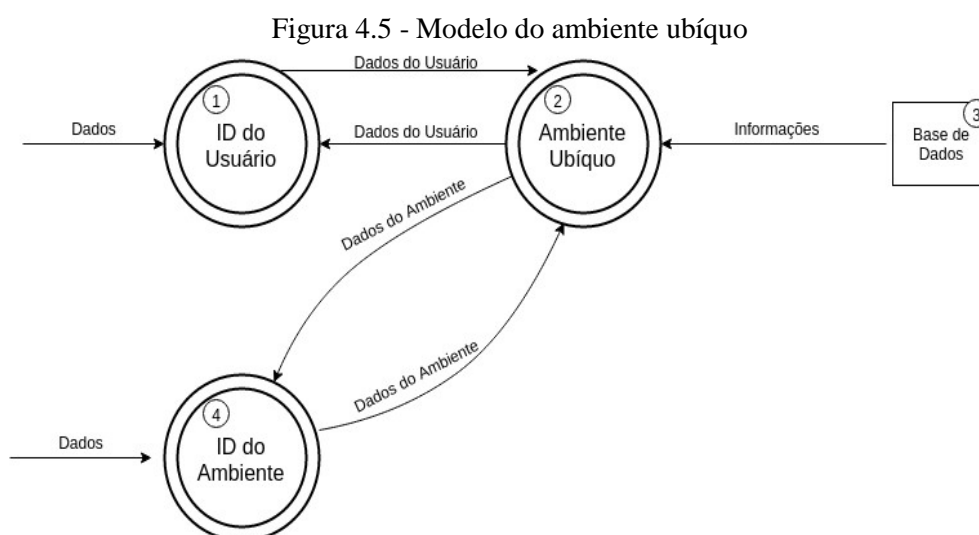 Figura 4.5 - Modelo do ambiente ubíquo
Dados do Usuário
1
ID do
Usuário
2
Ambiente
Ubíquo
3
Base de
Dados
Dados
Dados do Usuário
Informações
Dados do Ambiente
Dados do Ambiente
4
ID do
Ambiente
Dados